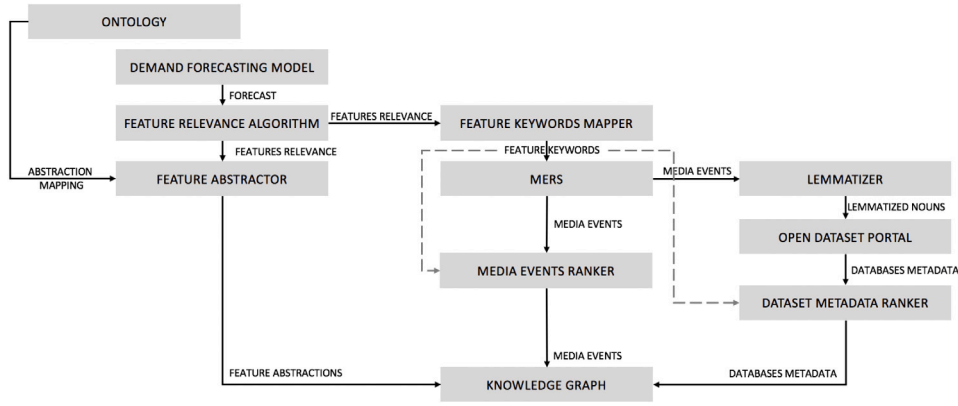 ONTOLOGY
DEMAND FORECASTING MODEL
FORECAST
FEATURE RELEVANCE ALGORITHM
FEATURES RELEVANCE
FEATURE KEYWORDS MAPPER
FEATURES RELEVANCE
FEATURE KEYWORDS
ABSTRACTION
MAPPING
FEATURE ABSTRACTOR
MERS
MEDIA EVENTS
LEMMATIZER
LEMMATIZED NOUNS
MEDIA EVENTS
OPEN DATASET PORTAL
DATABASES METADATA
MEDIA EVENTS RANKER
DATASET METADATA RANKER
MEDIA EVENTS
FEATURE ABSTRACTIONS
DATABASES METADATA
KNOWLEDGE GRAPH